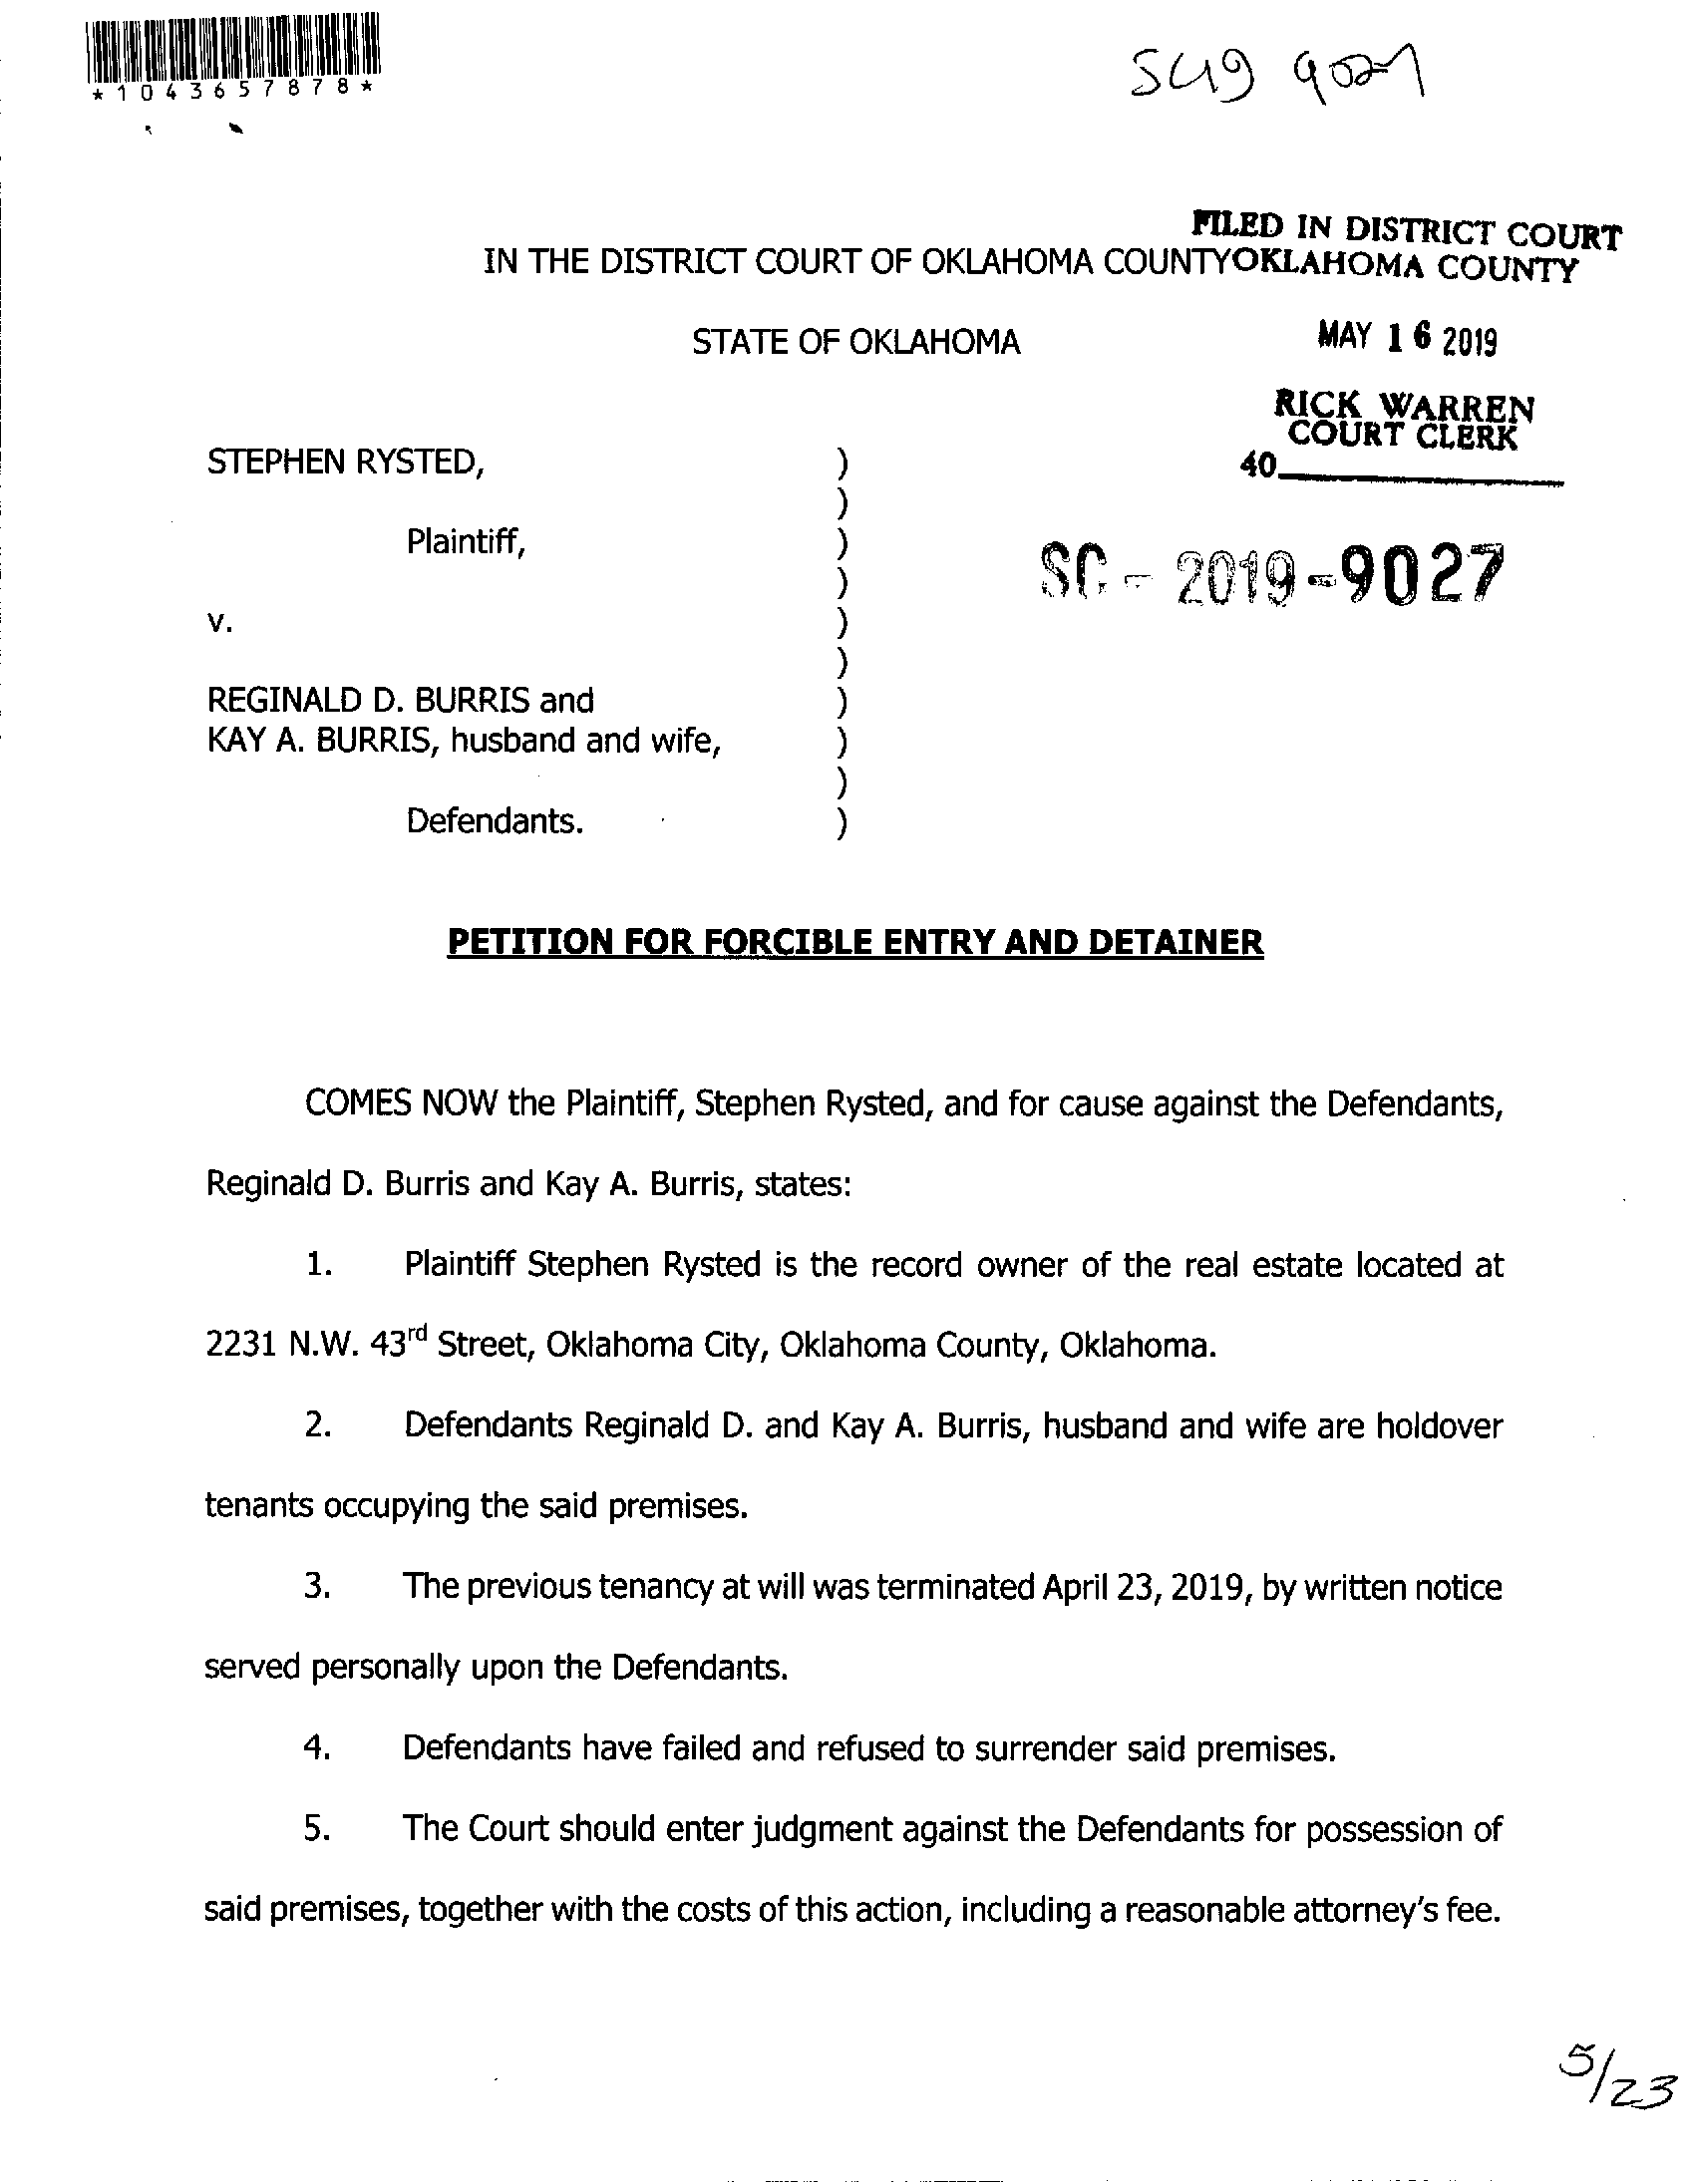 *1043657878*
SC19 9027
FILED IN DISTRICT COURT
IN THE DISTRICT COURT OF OKLAHOMA COUNTY OKLAHOMA COUNTY
STATE OF OKLAHOMA
MAY 16 2019
RICK WARREN
COURT CLERK
40
STEPHEN RYSTED, )
)
Plaintiff, )
)
SC - 2019-9027
v. )
)
REGINALD D. BURRIS and )
KAY A. BURRIS, husband and wife, )
)
Defendants. )
PETITION FOR FORCIBLE ENTRY AND DETAINER
COMES NOW the Plaintiff, Stephen Rysted, and for cause against the Defendants,
Reginald D. Burris and Kay A. Burris, states:
1. Plaintiff Stephen Rysted is the record owner of the real estate located at
2231 N.W. 43rd Street, Oklahoma City, Oklahoma County, Oklahoma.
2. Defendants Reginald D. and Kay A. Burris, husband and wife are holdover
tenants occupying the said premises.
3. The previous tenancy at will was terminated April 23, 2019, by written notice
served personally upon the Defendants.
4. Defendants have failed and refused to surrender said premises.
5. The Court should enter judgment against the Defendants for possession of
said premises, together with the costs of this action, including a reasonable attorney's fee.
5/23